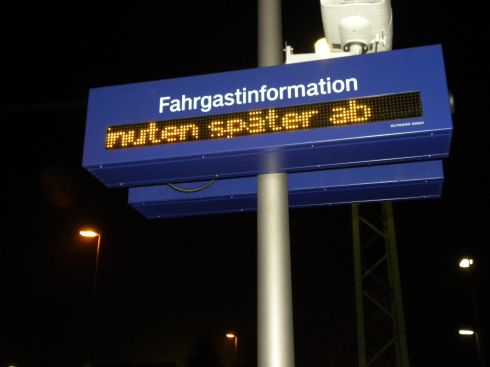 Fahrgastinformation
nuten später ab